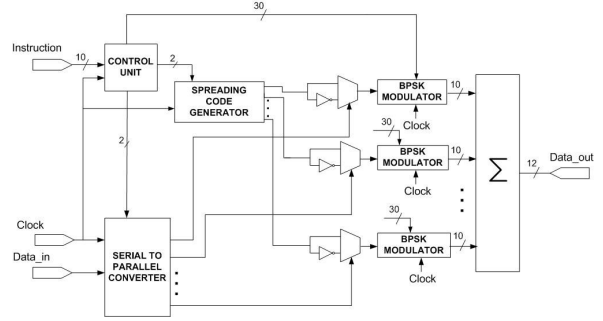 30
Instruction
10
CONTROL
UNIT
2
SPREADING
CODE
GENERATOR
BPSK
MODULATOR
10
Clock
30
2
BPSK
MODULATOR
10
Clock
Σ
12
Data_out
Clock
Data_in
SERIAL TO
PARALLEL
CONVERTER
30
BPSK
MODULATOR
10
Clock